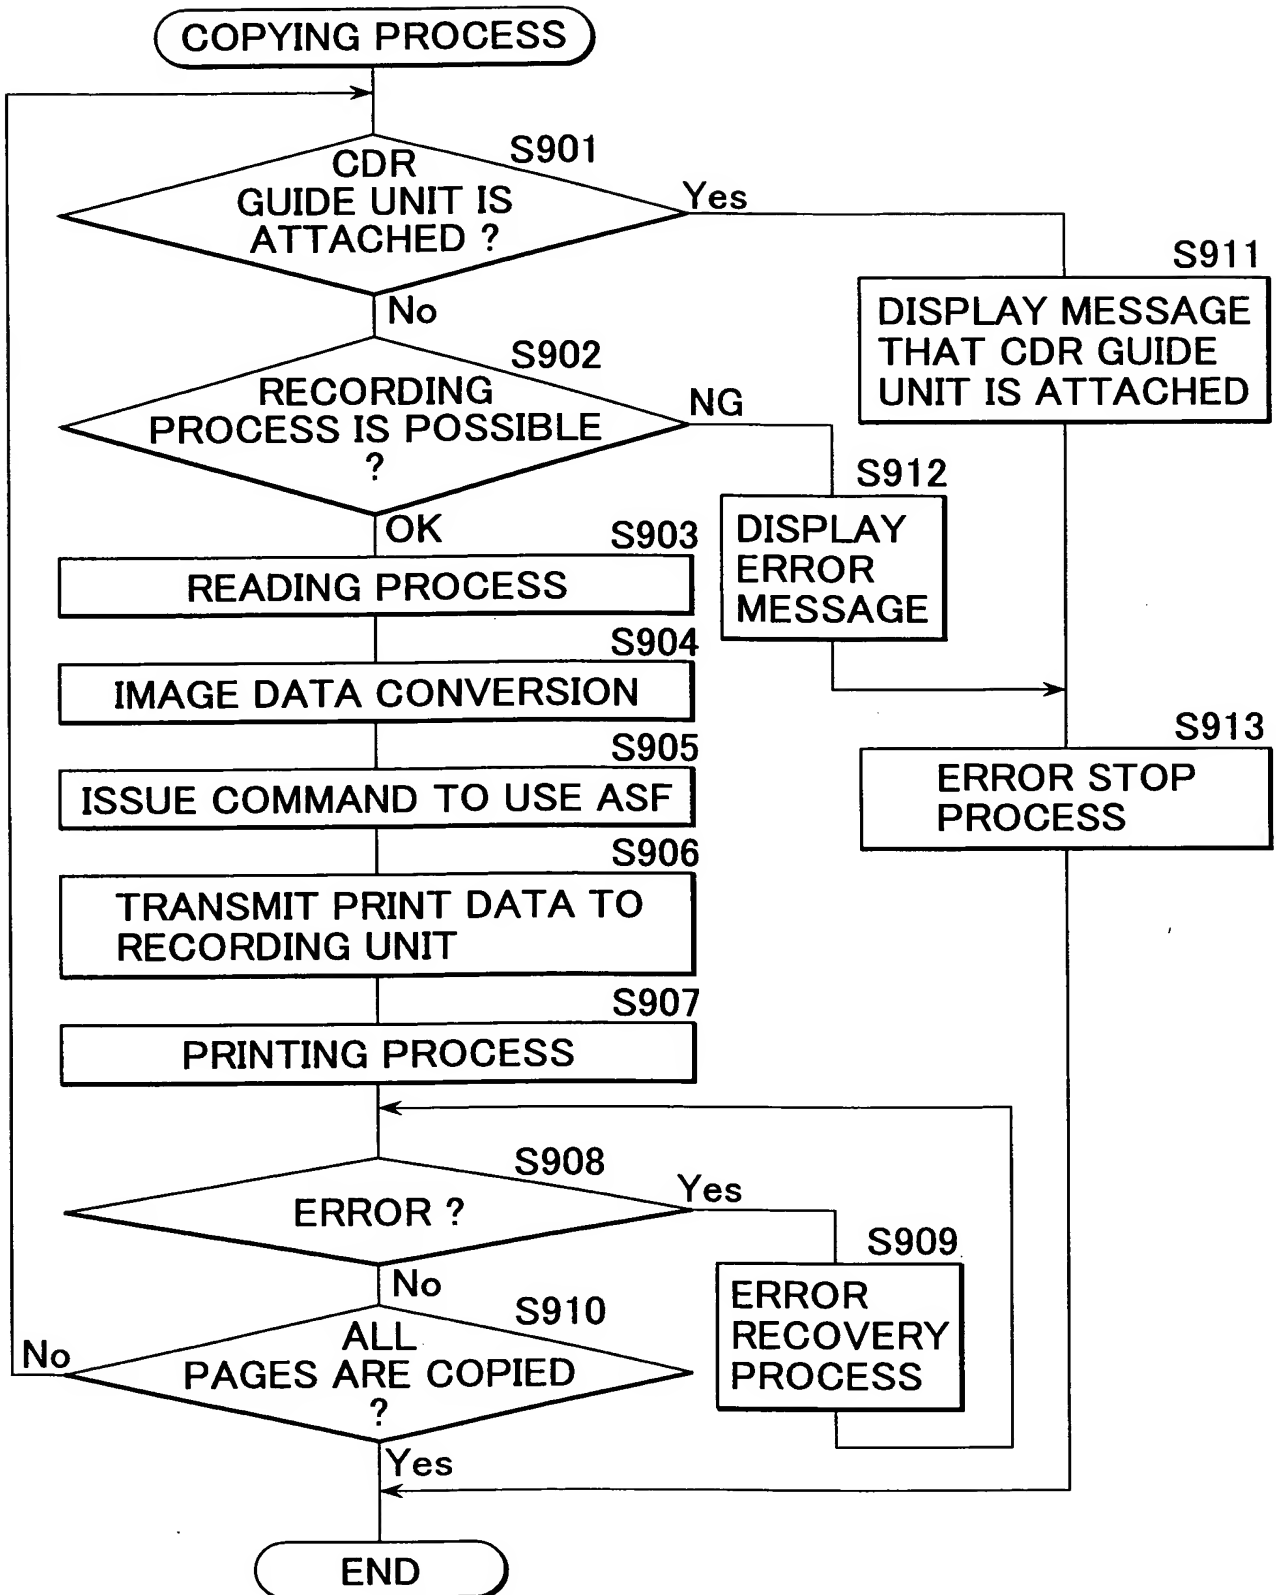 COPYING PROCESS
S901
CDR
GUIDE UNIT IS
ATTACHED ?
Yes
No
S911
DISPLAY MESSAGE
THAT CDR GUIDE
UNIT IS ATTACHED
S902
RECORDING
PROCESS IS POSSIBLE
?
NG
OK
S912
DISPLAY
ERROR
MESSAGE
S903
READING PROCESS
S904
IMAGE DATA CONVERSION
S913
ERROR STOP
PROCESS
S905
ISSUE COMMAND TO USE ASF
S906
TRANSMIT PRINT DATA TO
RECORDING UNIT
S907
PRINTING PROCESS
S908
ERROR ?
Yes
No
S909
ERROR
RECOVERY
PROCESS
S910
ALL
PAGES ARE COPIED
?
No
Yes
END